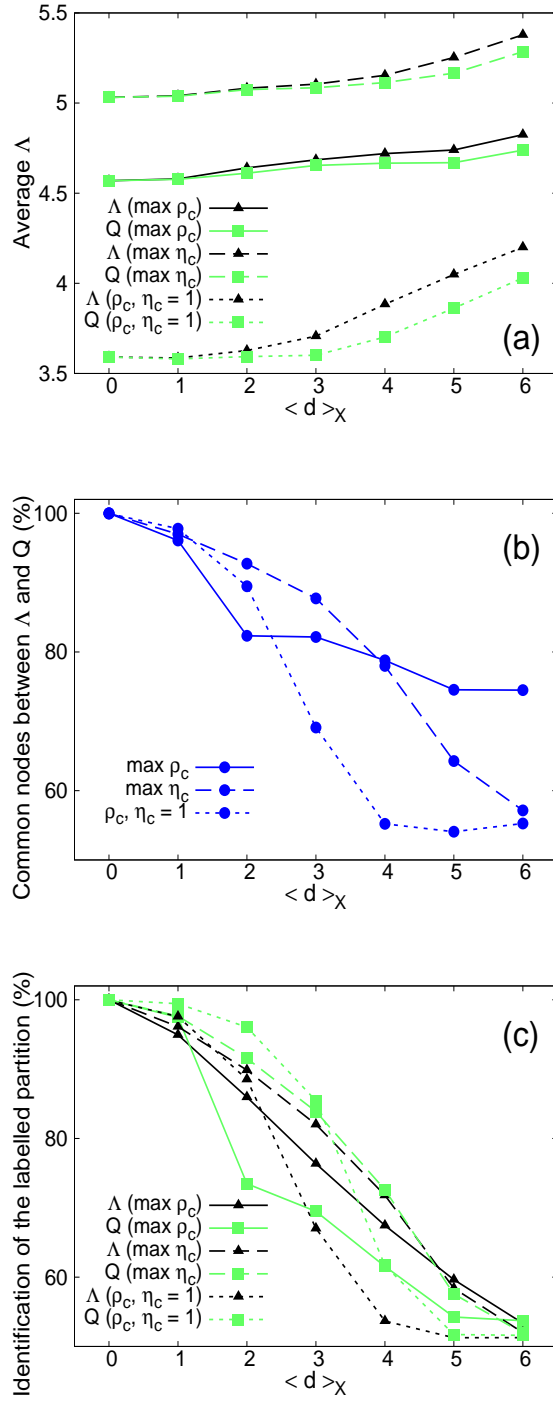 5.5
5
4.5
4
3.5
Average Λ
Λ (max ρc)
Q (max ρc)
Λ (max ηc)
Q (max ηc)
Λ (ρc, ηc = 1)
Q (ρc, ηc = 1)
(a)
0 1 2 3 4 5 6
< d >X
100
80
60
Common nodes between Λ and Q (%)
(b)
max ρc
max ηc
ρc, ηc = 1
0 1 2 3 4 5 6
< d >X
100
80
60
Identification of the labelled partition (%)
(c)
Λ (max ρc)
Q (max ρc)
Λ (max ηc)
Q (max ηc)
Λ (ρc, ηc = 1)
Q (ρc, ηc = 1)
0 1 2 3 4 5 6
< d >X